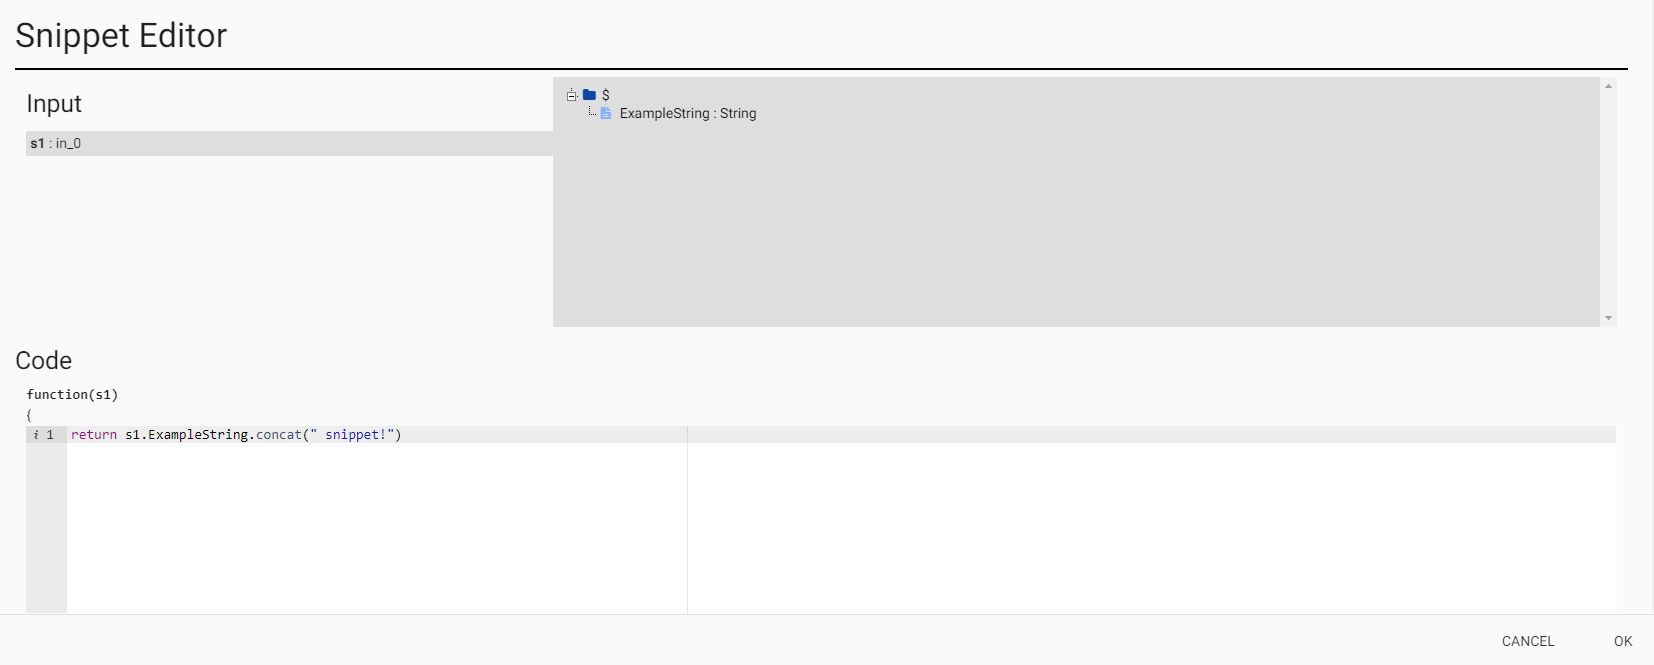 Snippet Editor
Input
s1 : in_0
$
ExampleString : String
Code
function(s1)
{
i 1 return s1.ExampleString.concat(" snippet!")
CANCEL OK